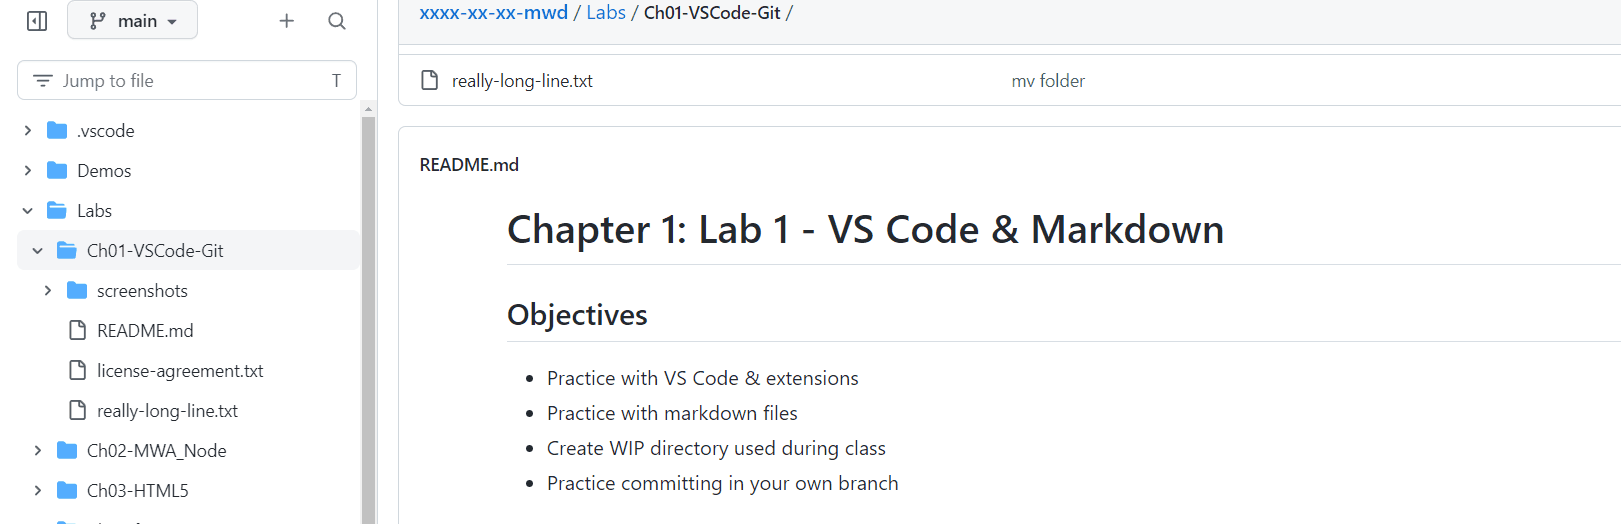 main
Jump to file
T
.vscode
Demos
Labs
Ch01-VSCode-Git
screenshots
README.md
license-agreement.txt
really-long-line.txt
Ch02-MWA_Node
Ch03-HTML5
xxxx-xx-xx-mwd / Labs / Ch01-VSCode-Git /
really-long-line.txt mv folder
README.md
Chapter 1: Lab 1 - VS Code & Markdown
Objectives
• Practice with VS Code & extensions
• Practice with markdown files
• Create WIP directory used during class
• Practice committing in your own branch